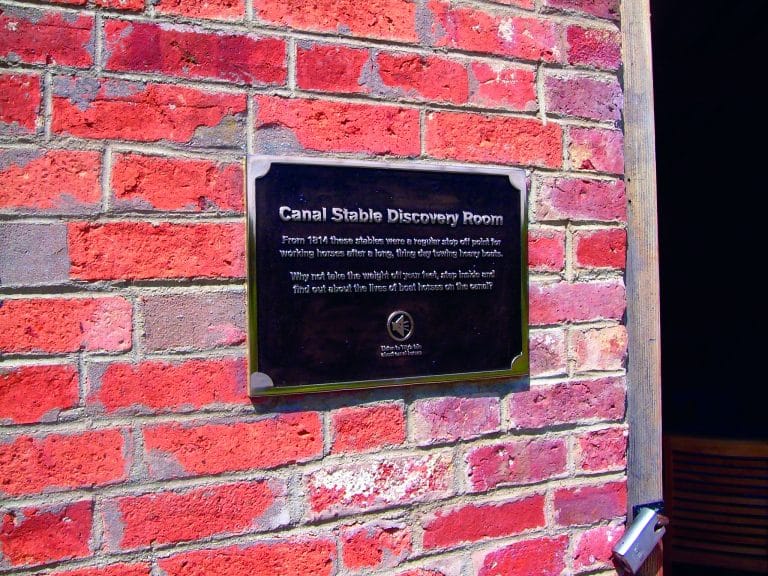 Canal Stable Discovery Room
From 1814 these stables were a regular stop off point for
working horses after a long, tiring day towing heavy boats.
Why not take the weight off your feet, step inside and
find out about the lives of boat horses on the canal?